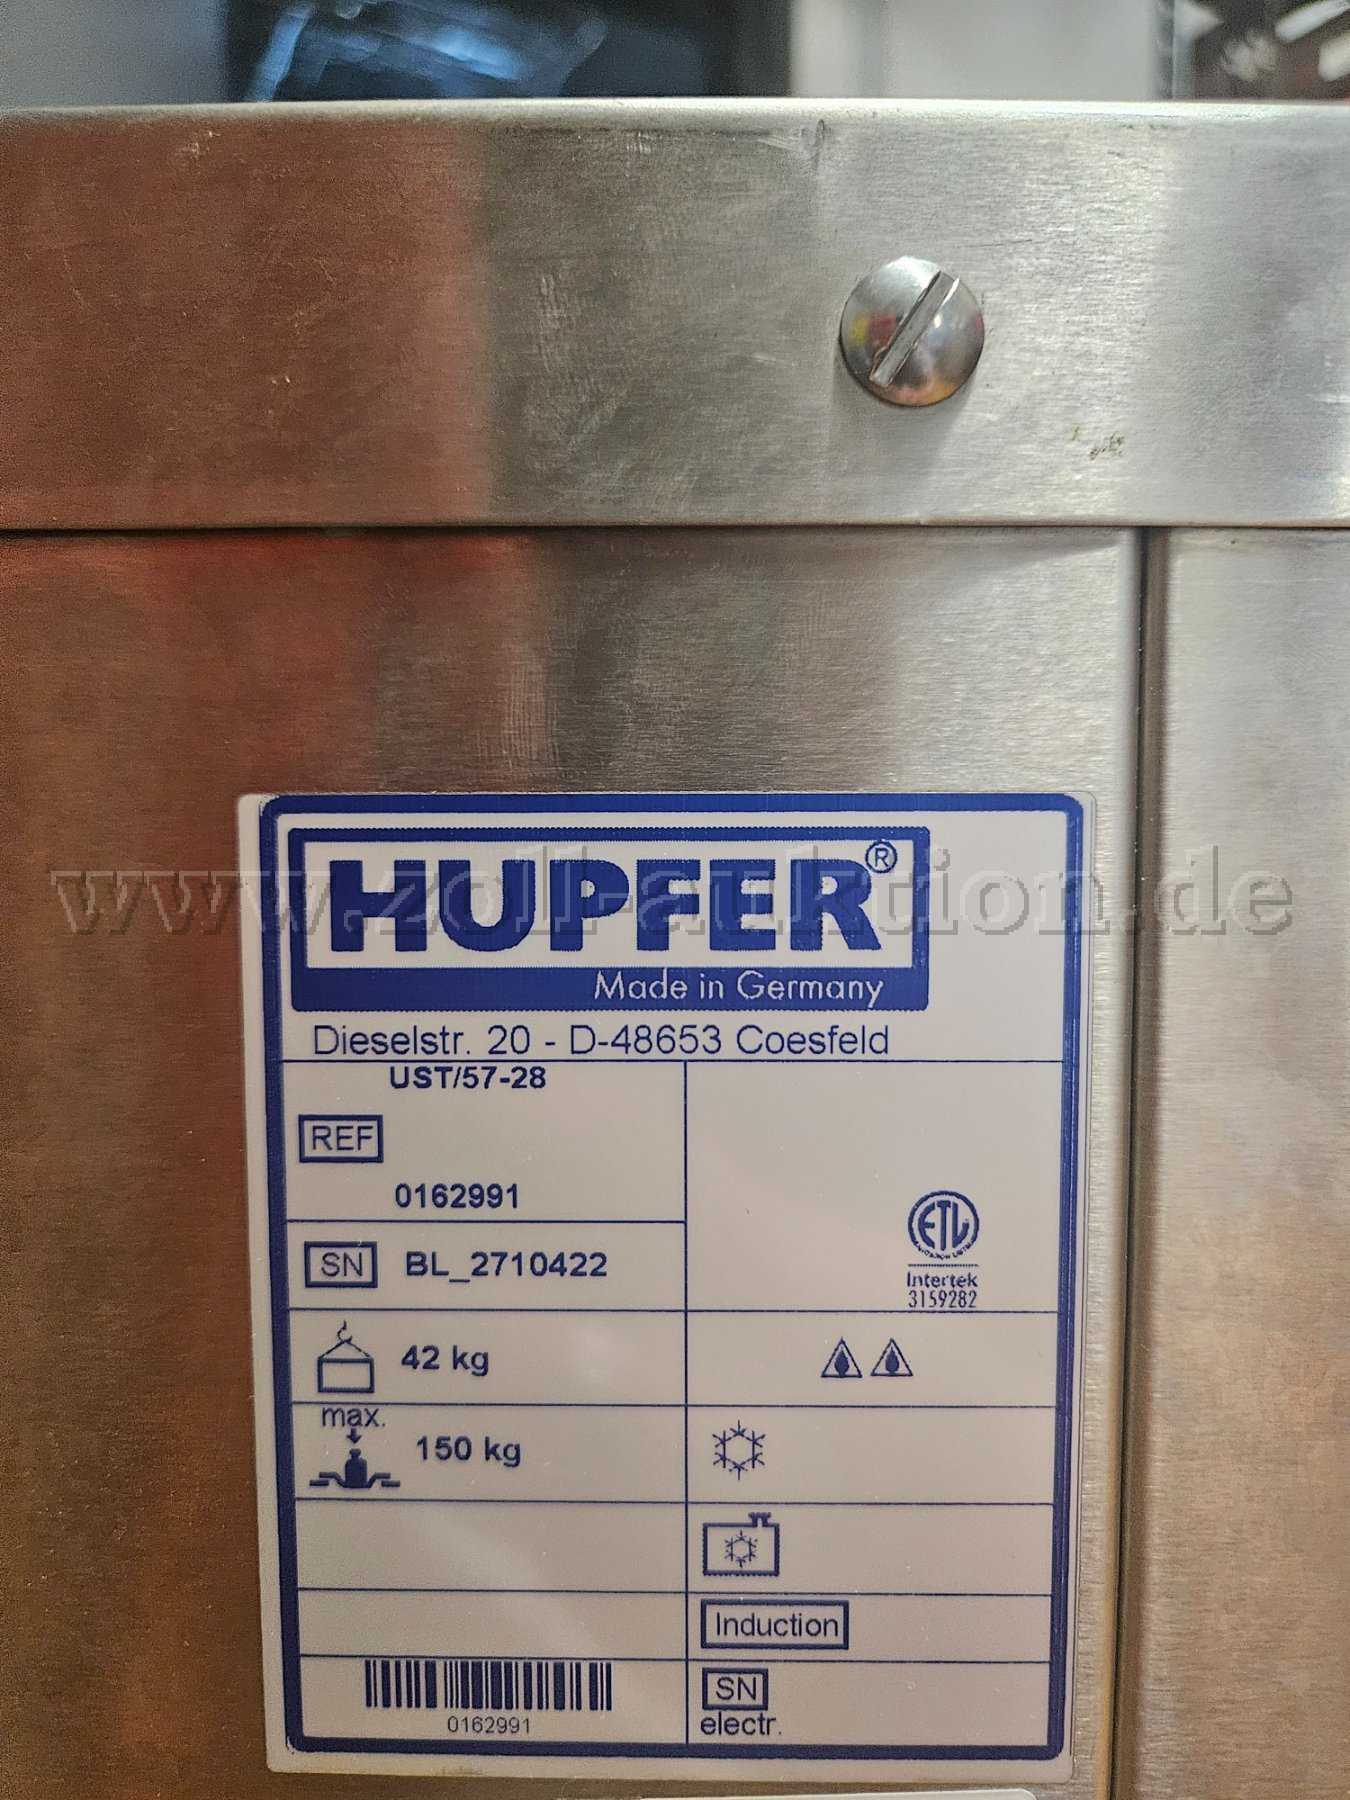 www.zoll-auktion.de
HUPFER®
Made in Germany
Dieselstr. 20 - D-48653 Coesfeld
UST/57-28
REF
0162991
SN BL_2710422
ETL
Intertek
3159282
42 kg
max.
150 kg
Induction
0162991
SN
electr.